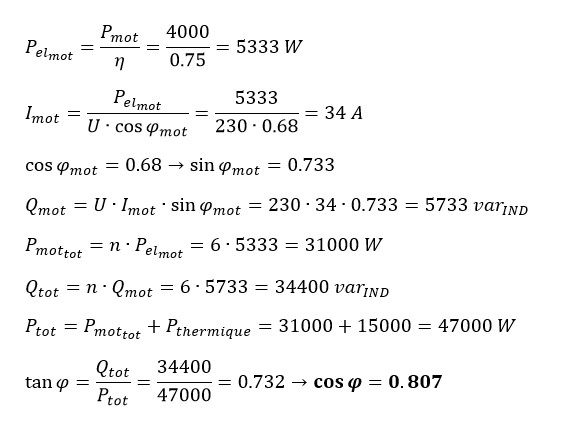 P_el_mot = P_mot / η = 4000 / 0.75 = 5333 W
I_mot = P_el_mot / (U · cos φ_mot) = 5333 / (230 · 0.68) = 34 A
cos φ_mot = 0.68 → sin φ_mot = 0.733
Q_mot = U · I_mot · sin φ_mot = 230 · 34 · 0.733 = 5733 var_IND
P_mot_tot = n · P_el_mot = 6 · 5333 = 31000 W
Q_tot = n · Q_mot = 6 · 5733 = 34400 var_IND
P_tot = P_mot_tot + P_thermique = 31000 + 15000 = 47000 W
tan φ = Q_tot / P_tot = 34400 / 47000 = 0.732 → cos φ = 0.807